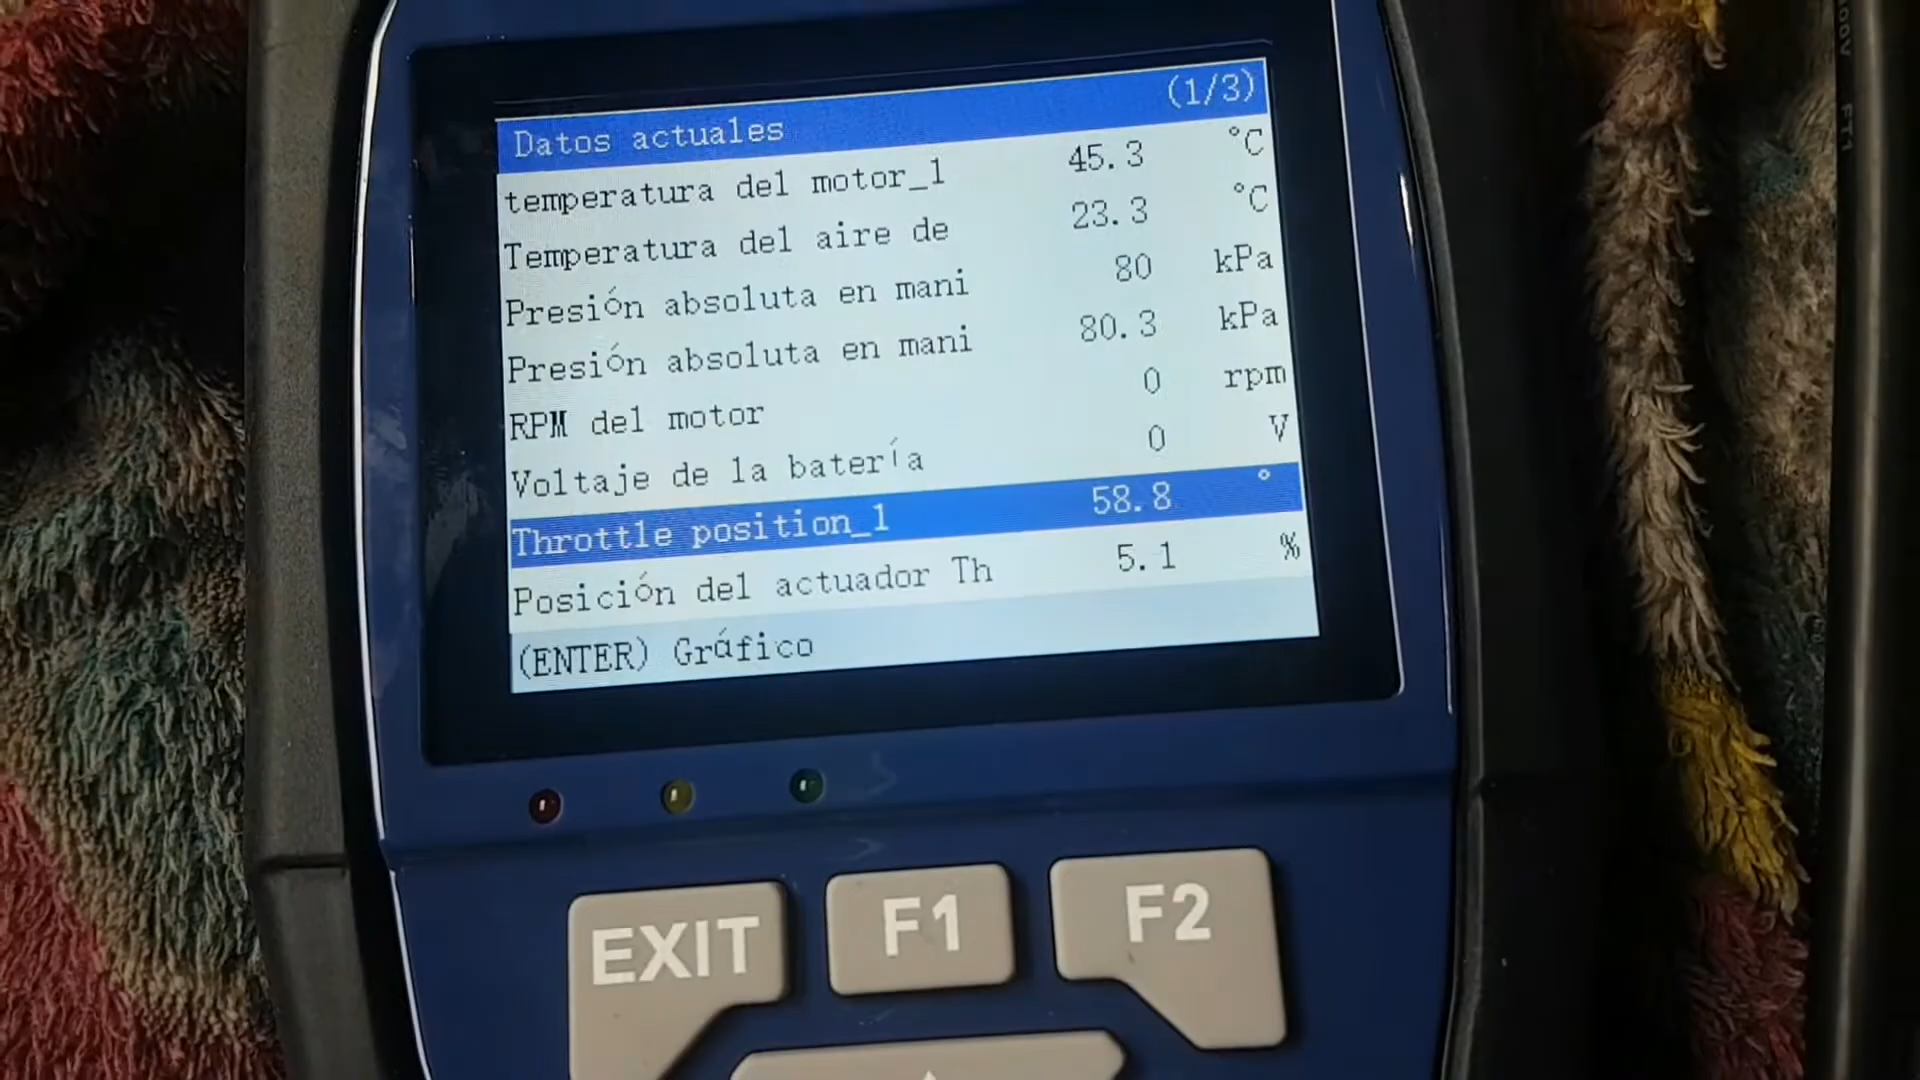 Datos actuales (1/3)
temperatura del motor_1 45.3 °C
Temperatura del aire de 23.3 °C
Presión absoluta en mani 80 kPa
Presión absoluta en mani 80.3 kPa
RPM del motor 0 rpm
Voltaje de la batería 0 V
Throttle position_1 58.8 °
Posición del actuador Th 5.1 %
(ENTER) Gráfico
EXIT F1 F2